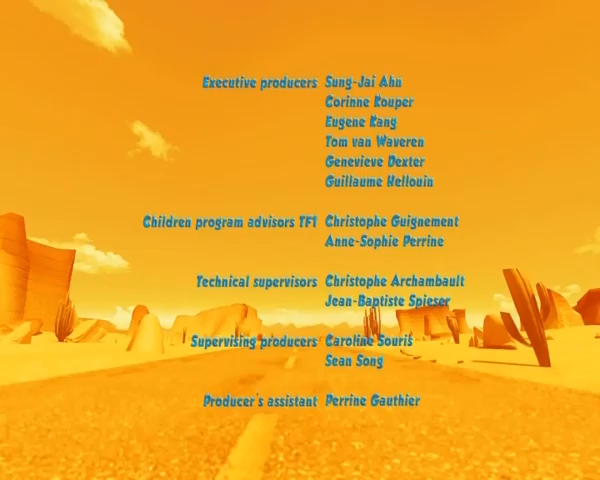 Executive producers Sung-Jai Ahn
Corinne Kouper
Eugene Kang
Tom van Waveren
Genevieve Dexter
Guillaume Hellouin
Children program advisors TF1 Christophe Guignement
Anne-Sophie Perrine
Technical supervisors Christophe Archambault
Jean-Baptiste Spieser
Supervising producers Caroline Souris
Sean Song
Producer's assistant Perrine Gauthier